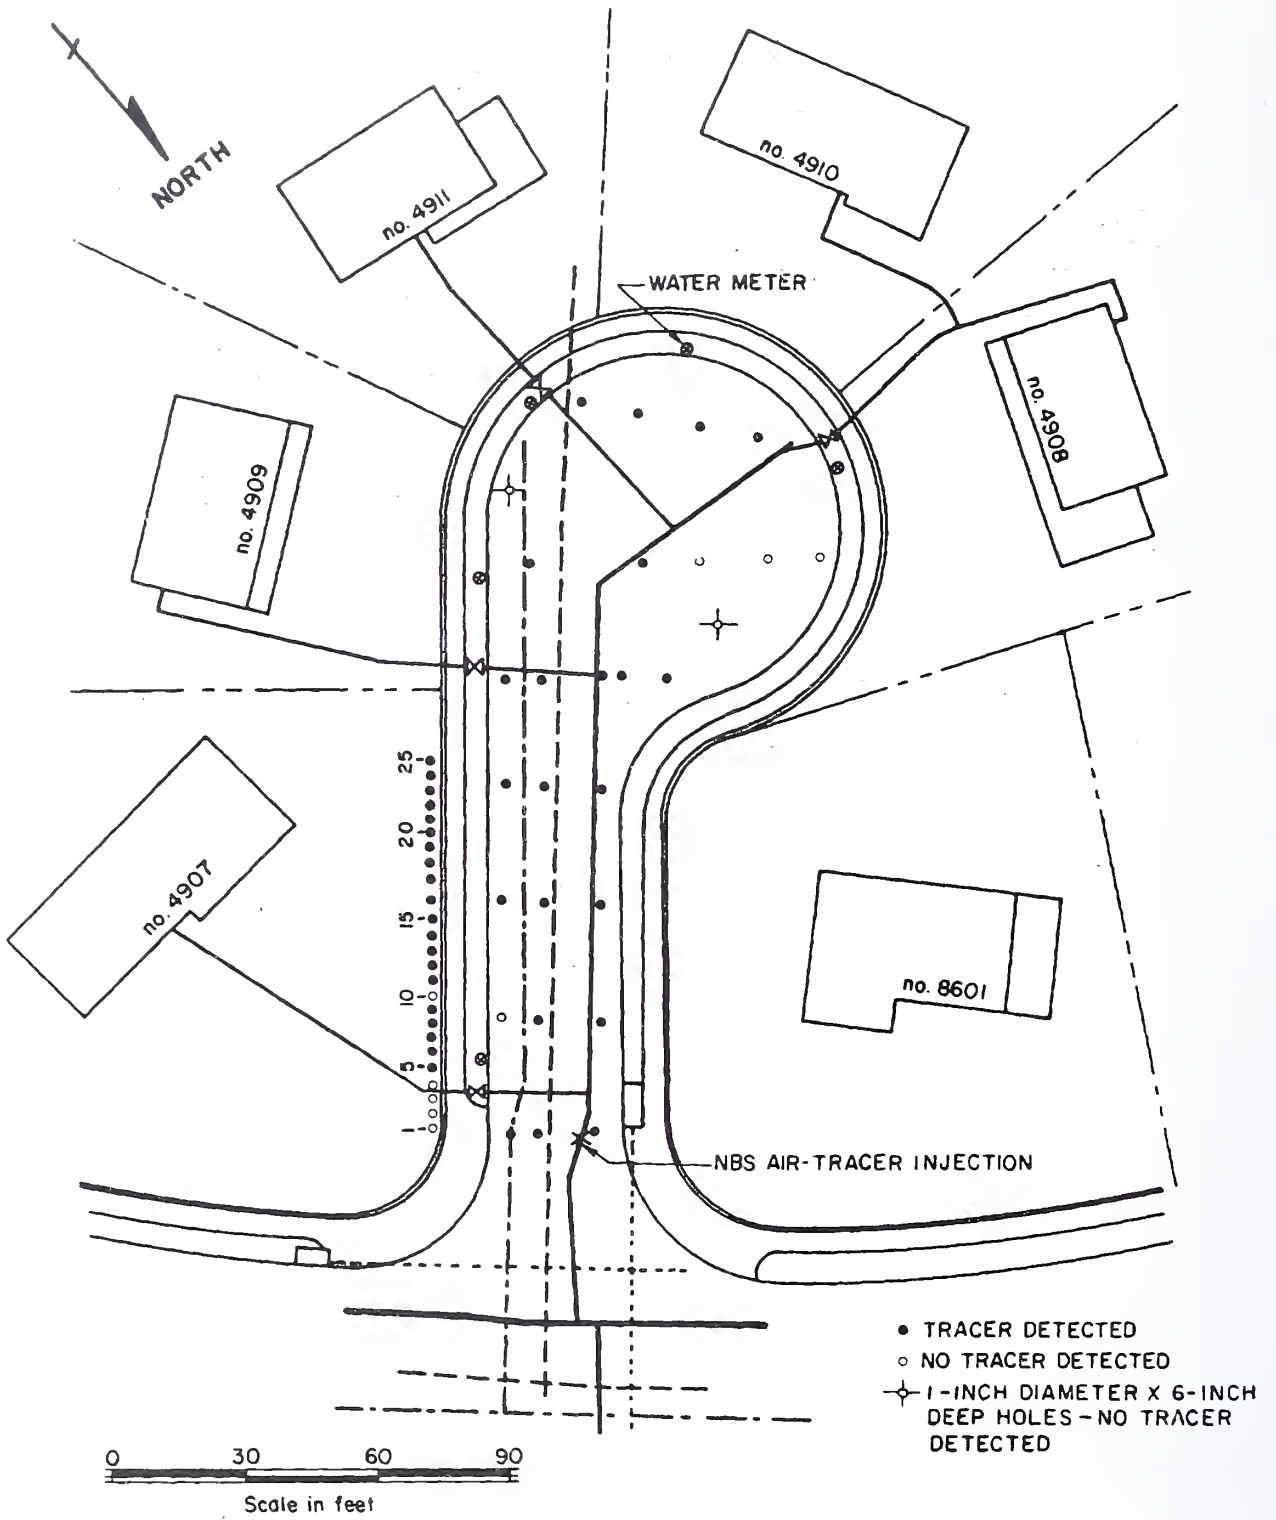 NORTH
no. 4911
no. 4910
WATER METER
no. 4908
no. 4909
25
20
15
10
5
1
no. 4907
no. 8601
NBS AIR-TRACER INJECTION
TRACER DETECTED
NO TRACER DETECTED
1-INCH DIAMETER X 6-INCH
DEEP HOLES-NO TRACER
DETECTED
0 30 60 90
Scale in feet